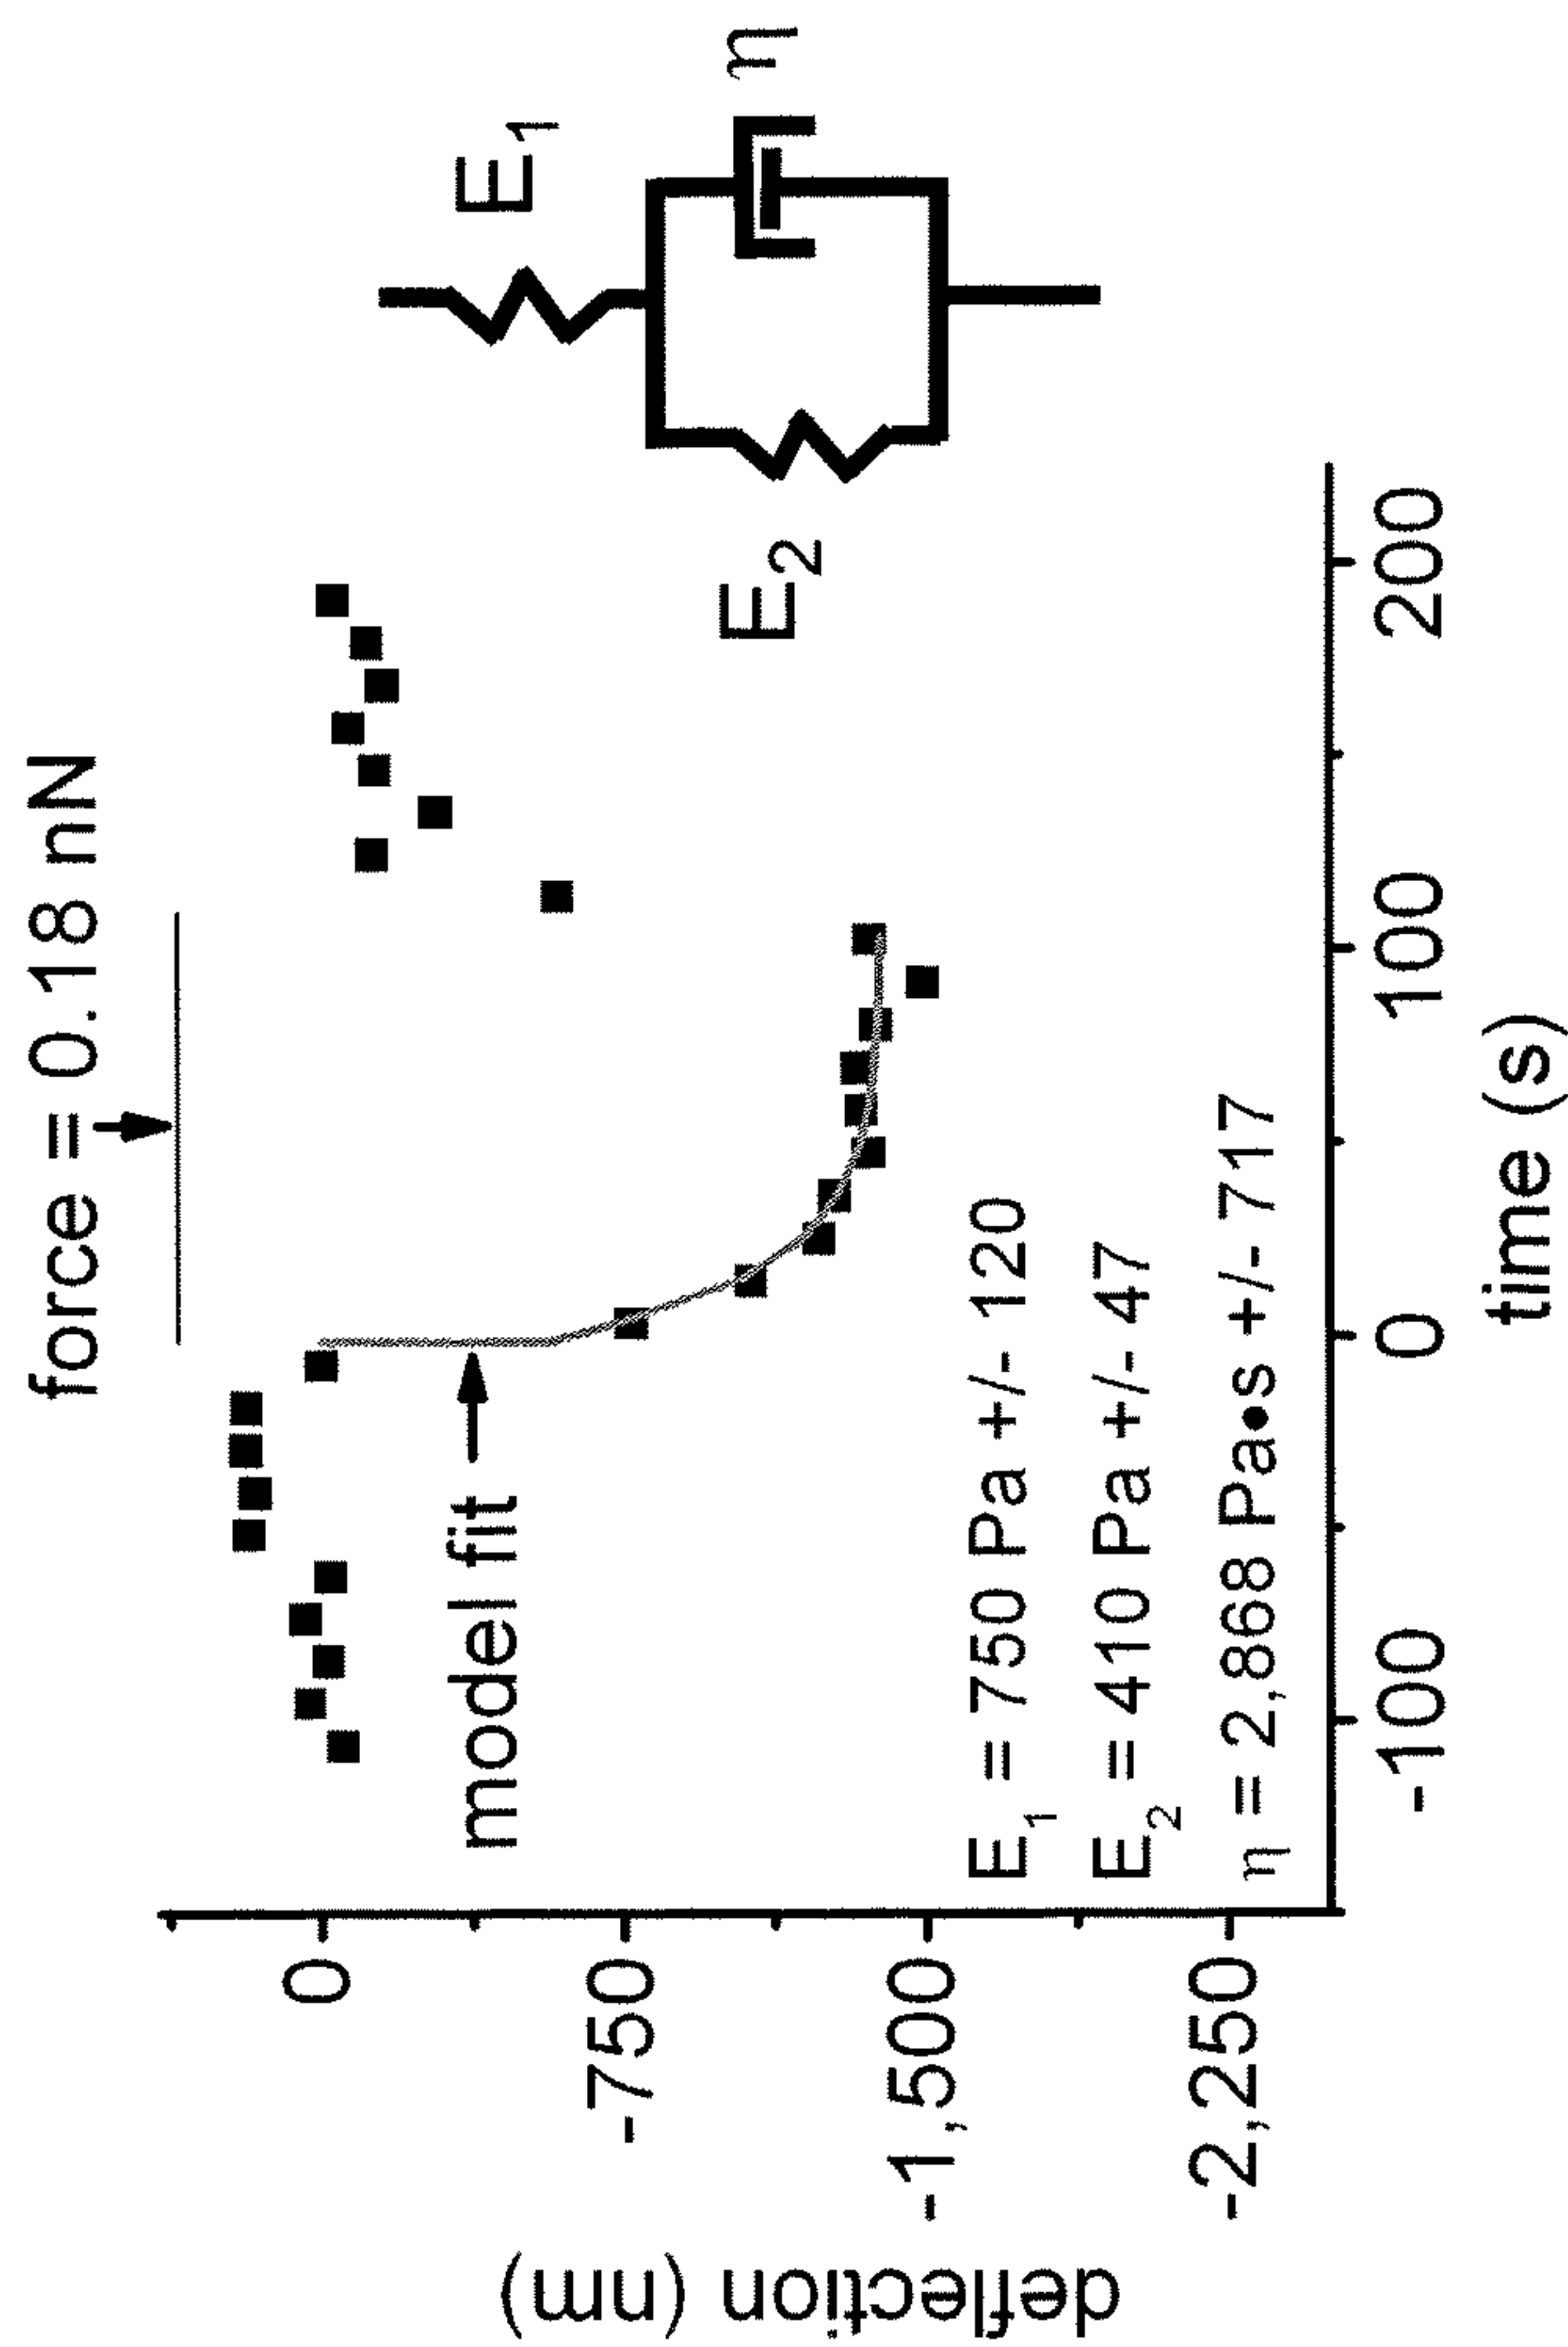 force = 0.18 nN
model fit
E₁ = 750 Pa +/- 120
E₂ = 410 Pa +/- 47
η = 2,868 Pa•s +/- 717
E₁
E₂
η
deflection (nm)
0
-750
-1,500
-2,250
-100
0
100
200
time (s)